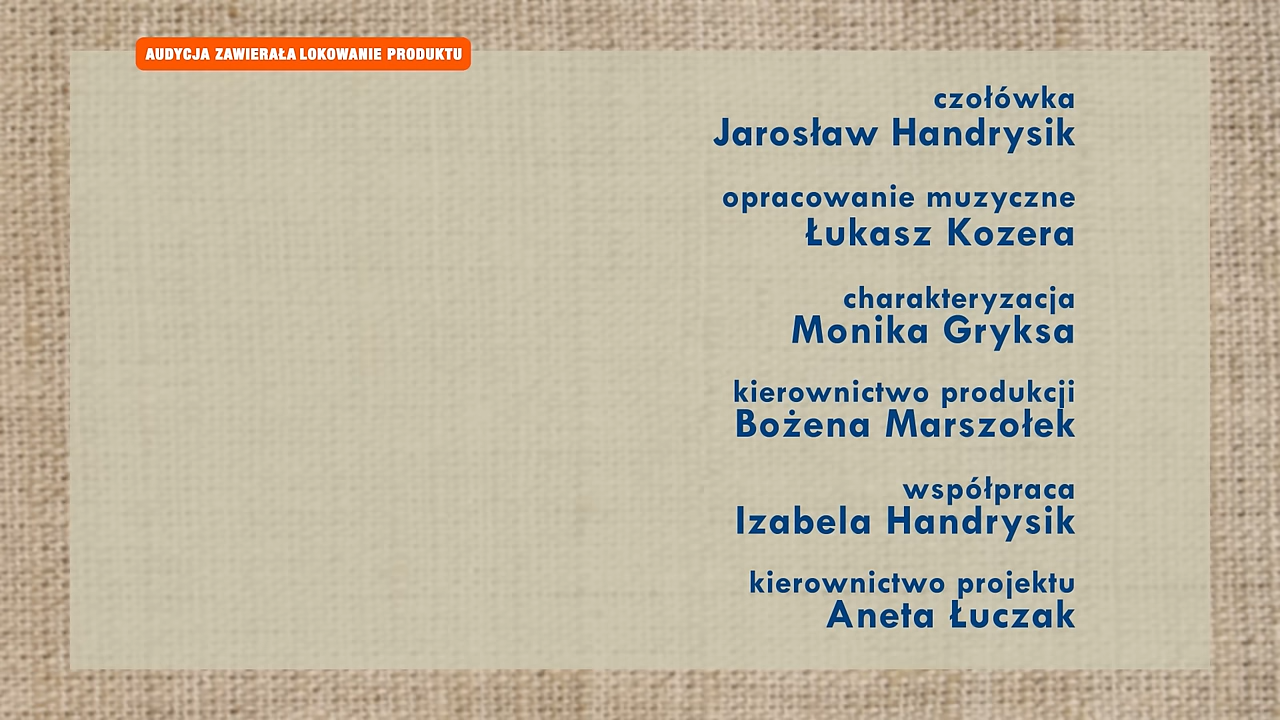 AUDYCJA ZAWIERAŁA LOKOWANIE PRODUKTU
czołówka
Jarosław Handrysik
opracowanie muzyczne
Łukasz Kozera
charakteryzacja
Monika Gryksa
kierownictwo produkcji
Bożena Marszołek
współpraca
Izabela Handrysik
kierownictwo projektu
Aneta Łuczak